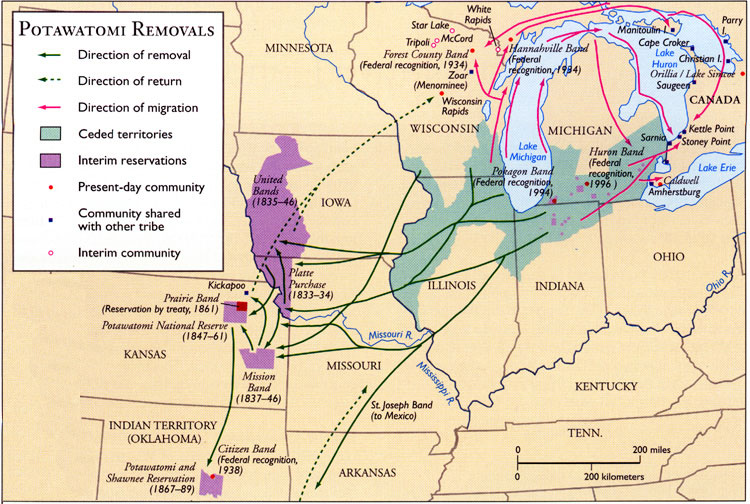 POTAWATOMI REMOVALS
Direction of removal
Direction of return
Direction of migration
Ceded territories
Interim reservations
Present-day community
Community shared
with other tribe
Interim community
MINNESOTA
Star Lake
White
Rapids
McCord
Tripoli
Forest County Band
(Federal recognition, 1934)
Zoar
(Menominee)
Wisconsin
Rapids
WISCONSIN
Hannahville Band
(Federal
recognition, 1934)
Manitoulin I.
Parry
I.
Cape Croker
Lake
Huron
Christian I.
Orillia / Lake Simcoe
Saugeen
CANADA
MICHIGAN
Lake
Michigan
Kettle Point
Sarnia
Stoney Point
Huron Band
(Federal
recognition,
1996)
Pokagon Band
(Federal recognition,
1994)
Lake Erie
Caldwell
Amherstburg
United
Bands
(1835-46)
IOWA
Platte
Purchase
(1833-34)
ILLINOIS
INDIANA
OHIO
Ohio R.
Kickapoo
Prairie Band
(Reservation by treaty, 1861)
Potawatomi National Reserve
(1847-61)
Missouri R.
KANSAS
MISSOURI
Mission
Band
(1837-46)
Mississippi R.
KENTUCKY
St. Joseph Band
(to Mexico)
INDIAN TERRITORY
(OKLAHOMA)
Citizen Band
(Federal recognition,
1938)
Potawatomi and
Shawnee Reservation
(1867-89)
ARKANSAS
TENN.
0 200 miles
0 200 kilometers